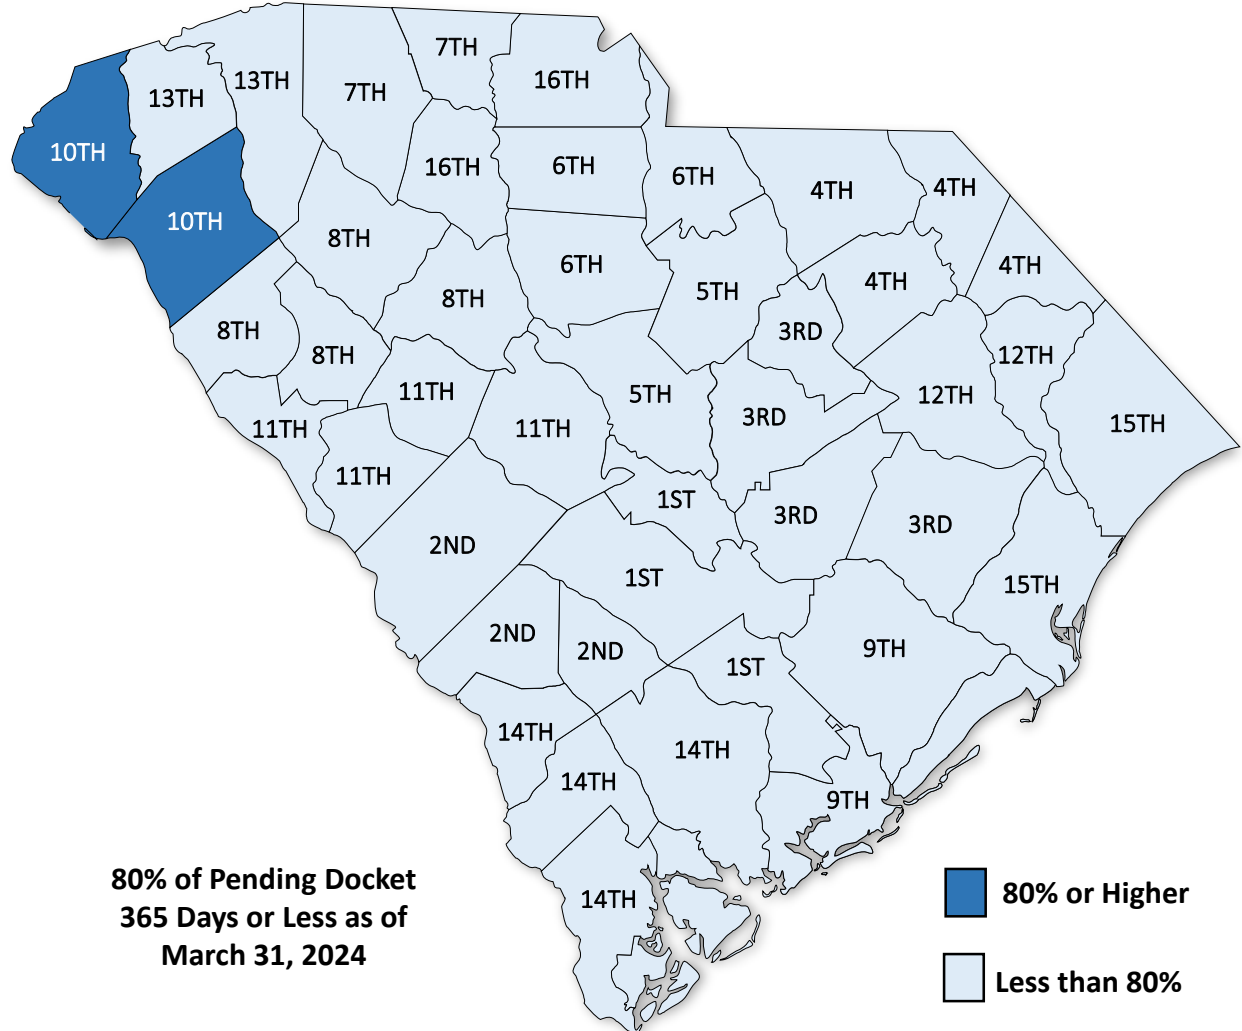 7TH
16TH
13TH
7TH
13TH
10TH
16TH
6TH
6TH
4TH
4TH
10TH
8TH
6TH
4TH
4TH
8TH
5TH
8TH
8TH
3RD
12TH
11TH
5TH
12TH
11TH
11TH
3RD
15TH
11TH
1ST
3RD
3RD
2ND
1ST
15TH
2ND
2ND
1ST
9TH
14TH
14TH
14TH
9TH
14TH
80% of Pending Docket
365 Days or Less as of
March 31, 2024
80% or Higher
Less than 80%